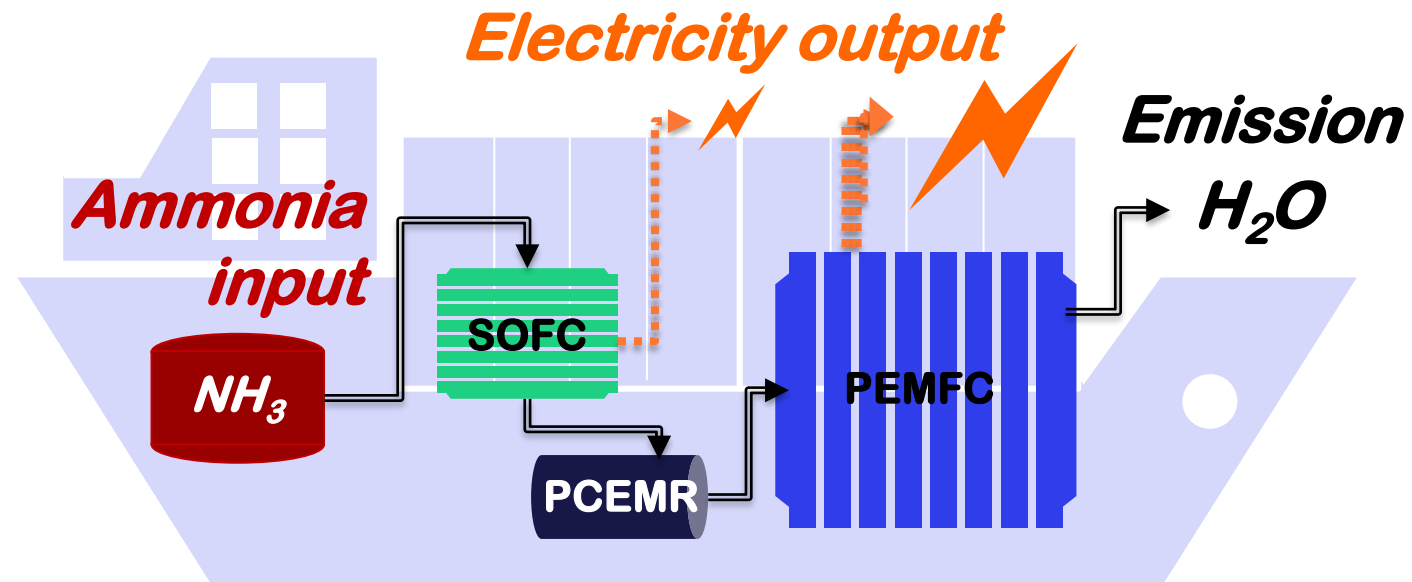 Electricity output
Emission
H₂O
Ammonia
input
SOFC
NH₃
PEMFC
PCEMR